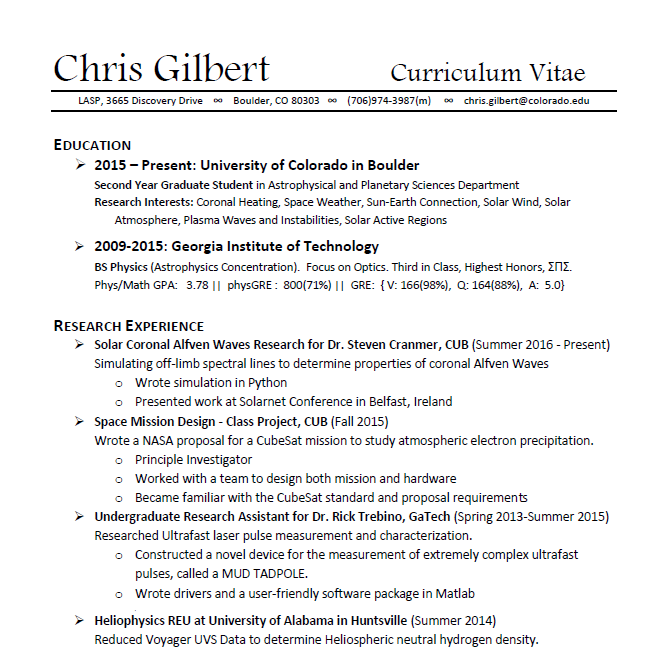 Chris Gilbert Curriculum Vitae
LASP, 3665 Discovery Drive ∞ Boulder, CO 80303 ∞ (706)974-3987(m) ∞ chris.gilbert@colorado.edu
EDUCATION
➢ 2015 – Present: University of Colorado in Boulder
Second Year Graduate Student in Astrophysical and Planetary Sciences Department
Research Interests: Coronal Heating, Space Weather, Sun-Earth Connection, Solar Wind, Solar
Atmosphere, Plasma Waves and Instabilities, Solar Active Regions
➢ 2009-2015: Georgia Institute of Technology
BS Physics (Astrophysics Concentration). Focus on Optics. Third in Class, Highest Honors, ΣΠΣ.
Phys/Math GPA: 3.78 || physGRE : 800(71%) || GRE: { V: 166(98%), Q: 164(88%), A: 5.0}
RESEARCH EXPERIENCE
➢ Solar Coronal Alfven Waves Research for Dr. Steven Cranmer, CUB (Summer 2016 - Present)
Simulating off-limb spectral lines to determine properties of coronal Alfven Waves
o Wrote simulation in Python
o Presented work at Solarnet Conference in Belfast, Ireland
➢ Space Mission Design - Class Project, CUB (Fall 2015)
Wrote a NASA proposal for a CubeSat mission to study atmospheric electron precipitation.
o Principle Investigator
o Worked with a team to design both mission and hardware
o Became familiar with the CubeSat standard and proposal requirements
➢ Undergraduate Research Assistant for Dr. Rick Trebino, GaTech (Spring 2013-Summer 2015)
Researched Ultrafast laser pulse measurement and characterization.
o Constructed a novel device for the measurement of extremely complex ultrafast
pulses, called a MUD TADPOLE.
o Wrote drivers and a user-friendly software package in Matlab
➢ Heliophysics REU at University of Alabama in Huntsville (Summer 2014)
Reduced Voyager UVS Data to determine Heliospheric neutral hydrogen density.